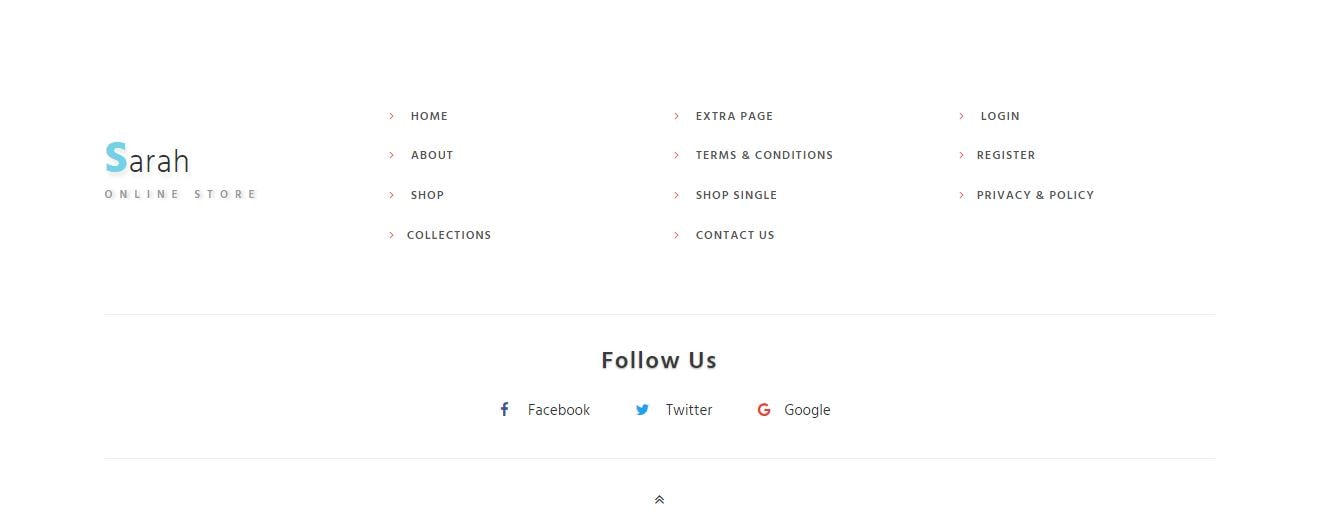 Sarah
ONLINE STORE
HOME
ABOUT
SHOP
COLLECTIONS
EXTRA PAGE
TERMS & CONDITIONS
SHOP SINGLE
CONTACT US
LOGIN
REGISTER
PRIVACY & POLICY
Follow Us
Facebook Twitter Google